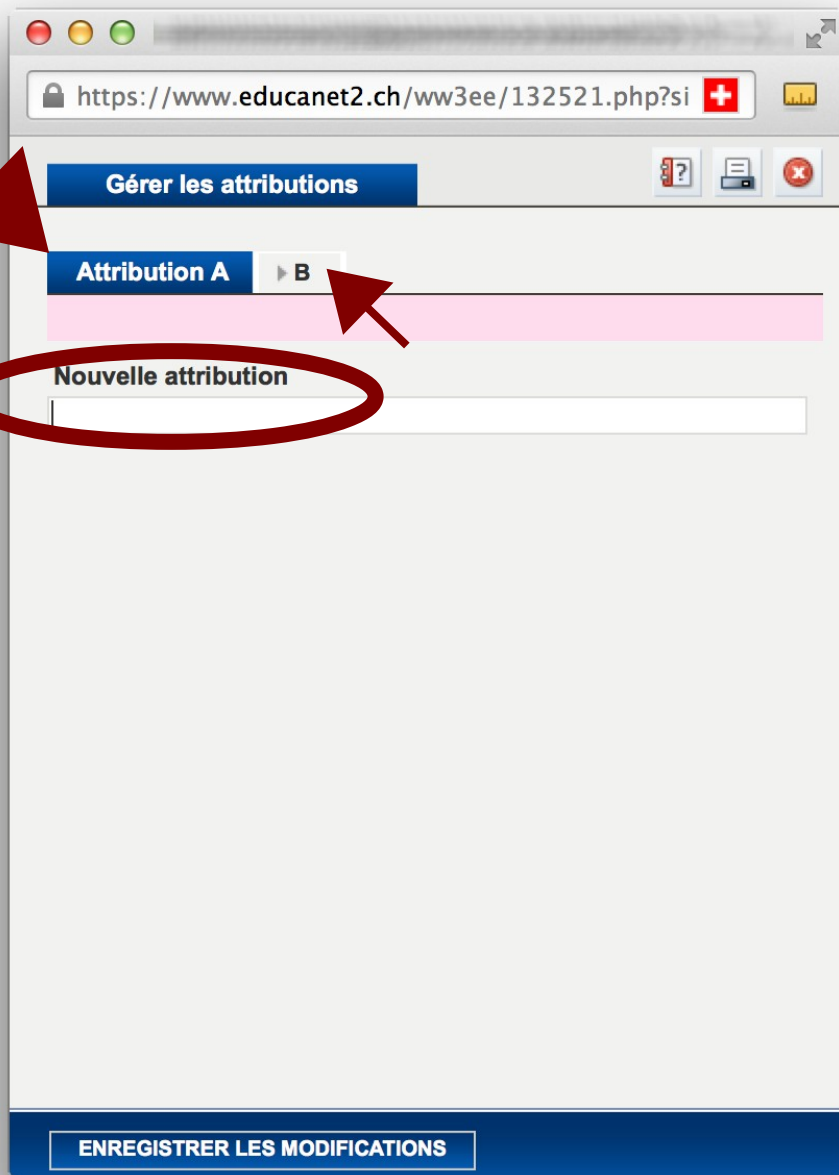 https://www.educanet2.ch/ww3ee/132521.php?si
Gérer les attributions
Attribution A B
Nouvelle attribution
ENREGISTRER LES MODIFICATIONS